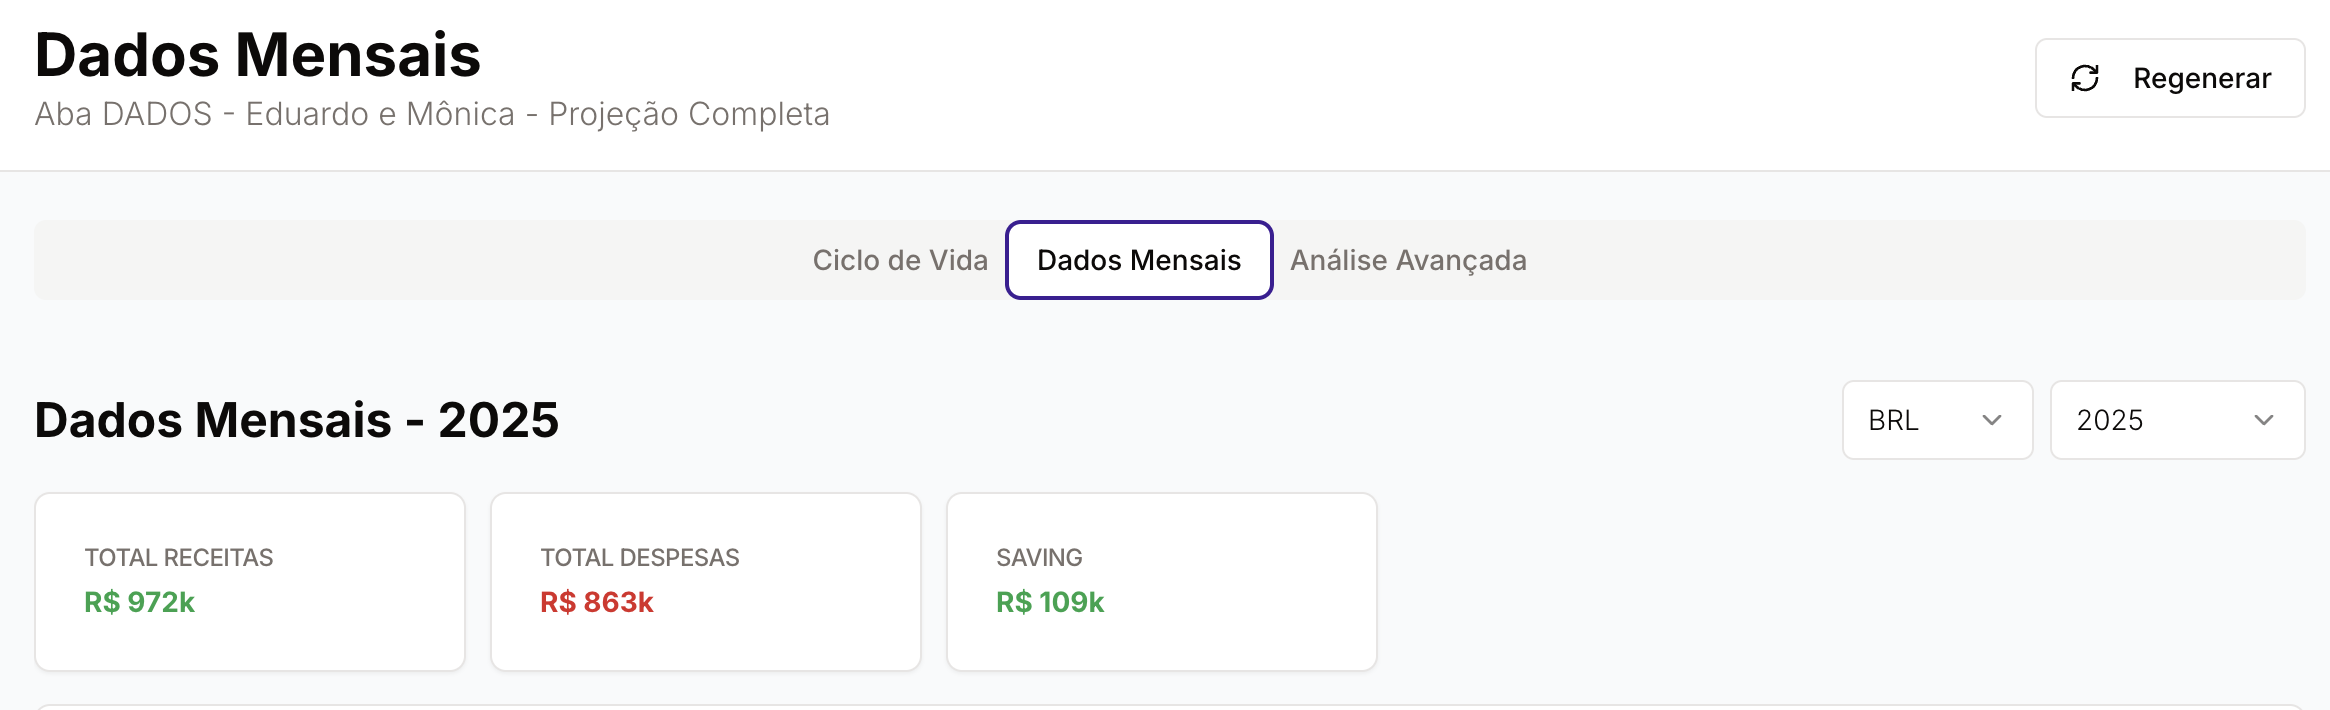 Dados Mensais
Aba DADOS - Eduardo e Mônica - Projeção Completa
Regenerar
Ciclo de Vida
Dados Mensais
Análise Avançada
Dados Mensais - 2025
BRL
2025
TOTAL RECEITAS
R$ 972k
TOTAL DESPESAS
R$ 863k
SAVING
R$ 109k